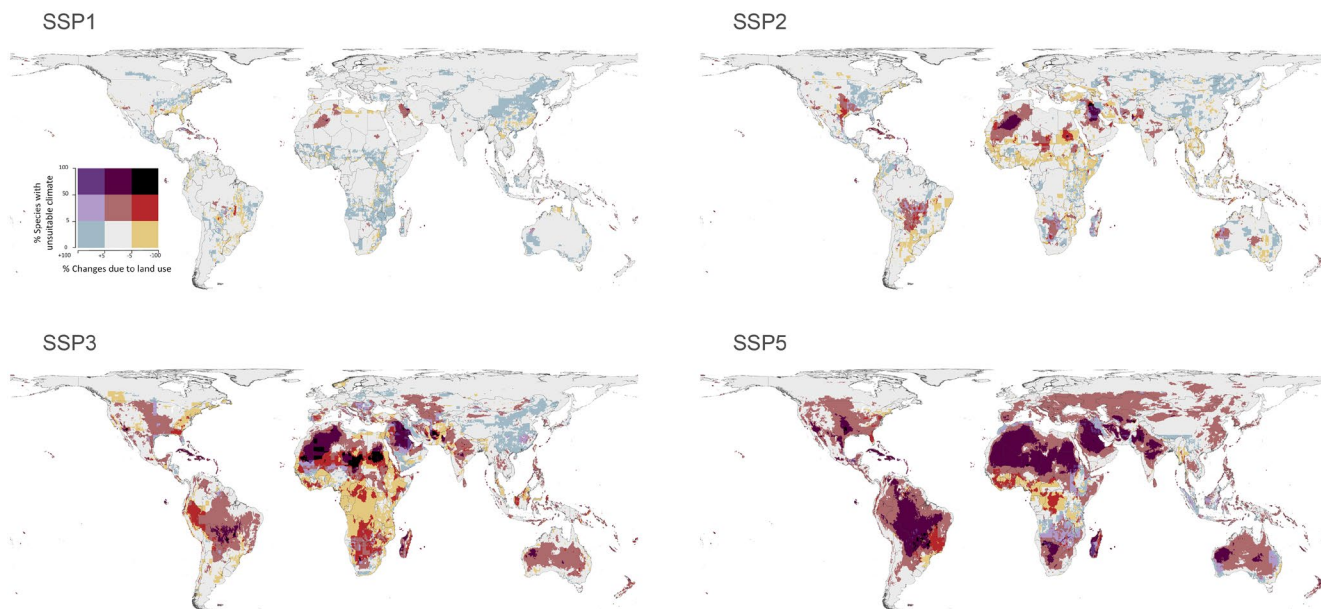 SSP1
SSP2
% Species with
unsuitable climate
100
50
5
0
+100
+5
-5
-100
% Changes due to land use
SSP3
SSP5